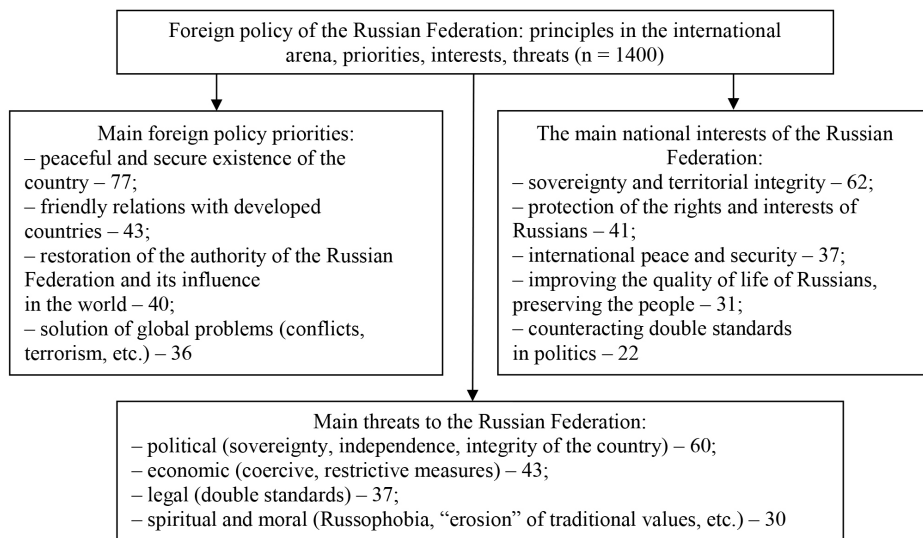 Foreign policy of the Russian Federation: principles in the international
arena, priorities, interests, threats (n = 1400)
Main foreign policy priorities:
– peaceful and secure existence of the
country – 77;
– friendly relations with developed
countries – 43;
– restoration of the authority of the Russian
Federation and its influence
in the world – 40;
– solution of global problems (conflicts,
terrorism, etc.) – 36
The main national interests of the Russian
Federation:
– sovereignty and territorial integrity – 62;
– protection of the rights and interests of
Russians – 41;
– international peace and security – 37;
– improving the quality of life of Russians,
preserving the people – 31;
– counteracting double standards
in politics – 22
Main threats to the Russian Federation:
– political (sovereignty, independence, integrity of the country) – 60;
– economic (coercive, restrictive measures) – 43;
– legal (double standards) – 37;
– spiritual and moral (Russophobia, “erosion” of traditional values, etc.) – 30